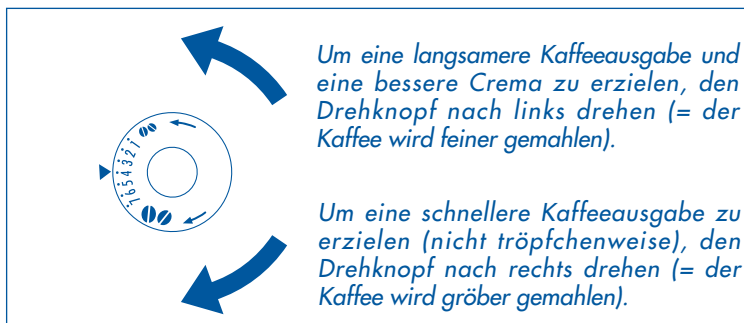 Um eine langsamere Kaffeeausgabe und
eine bessere Crema zu erzielen, den
Drehknopf nach links drehen (= der
Kaffee wird feiner gemahlen).
7654321
Um eine schnellere Kaffeeausgabe zu
erzielen (nicht tröpfchenweise), den
Drehknopf nach rechts drehen (= der
Kaffee wird gröber gemahlen).